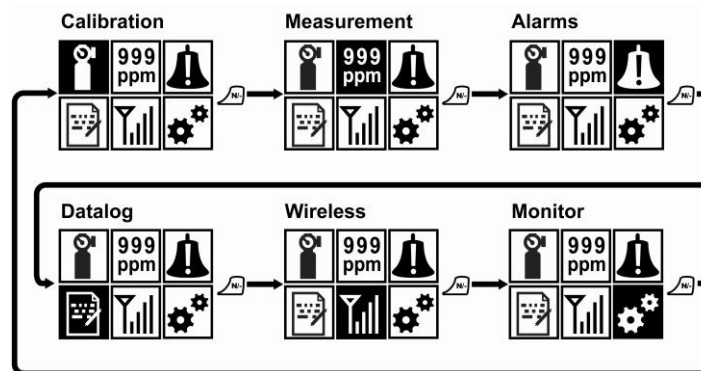 Calibration Measurement Alarms
999 999 999
ppm ppm ppm
N/- N/- N/-
Datalog Wireless Monitor
999 999 999
ppm ppm ppm
N/- N/- N/-